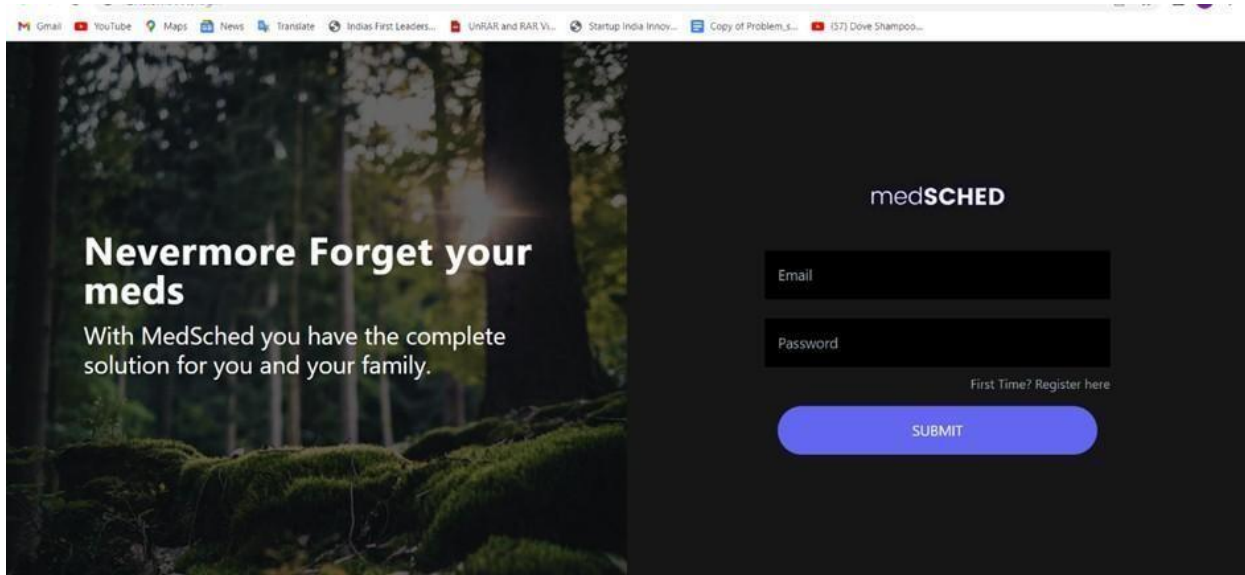 Gmail YouTube Maps News Translate Indias First Leaders... UnRAR and RAR Vi... Startup India Innov... Copy of Problem_s... (57) Dove Shampoo...
Nevermore Forget your
meds
With MedSched you have the complete
solution for you and your family.
medSCHED
Email
Password
First Time? Register here
SUBMIT